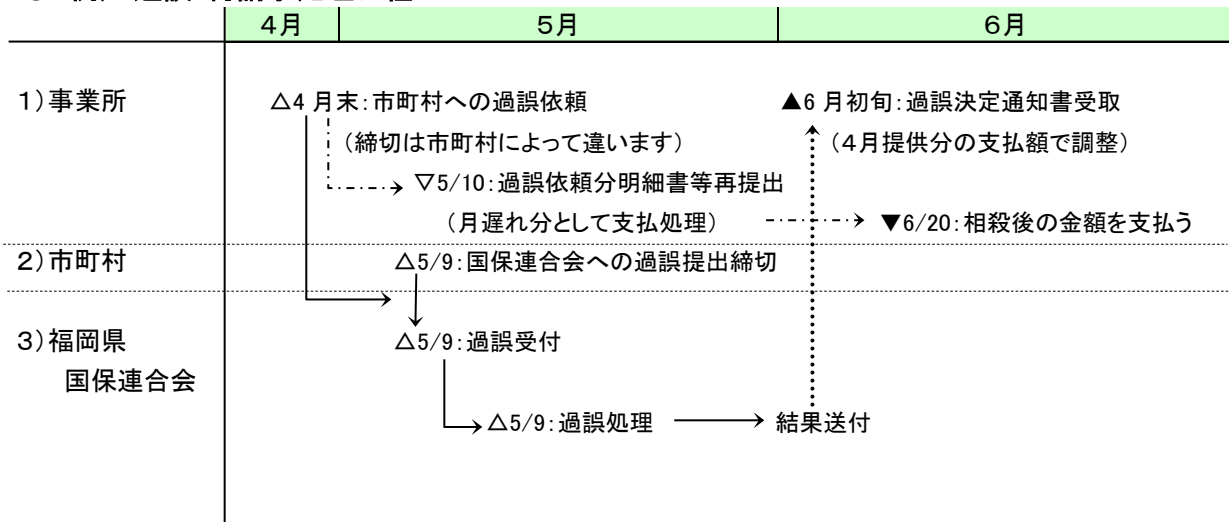 4月 5月 6月
1)事業所
△4 月末:市町村への過誤依頼
▲6 月初旬:過誤決定通知書受取
(締切は市町村によって違います)
(4月提供分の支払額で調整)
▽5/10:過誤依頼分明細書等再提出
(月遅れ分として支払処理)
▼6/20:相殺後の金額を支払う
2)市町村
△5/9:国保連合会への過誤提出締切
3)福岡県
国保連合会
△5/9:過誤受付
△5/9:過誤処理
結果送付